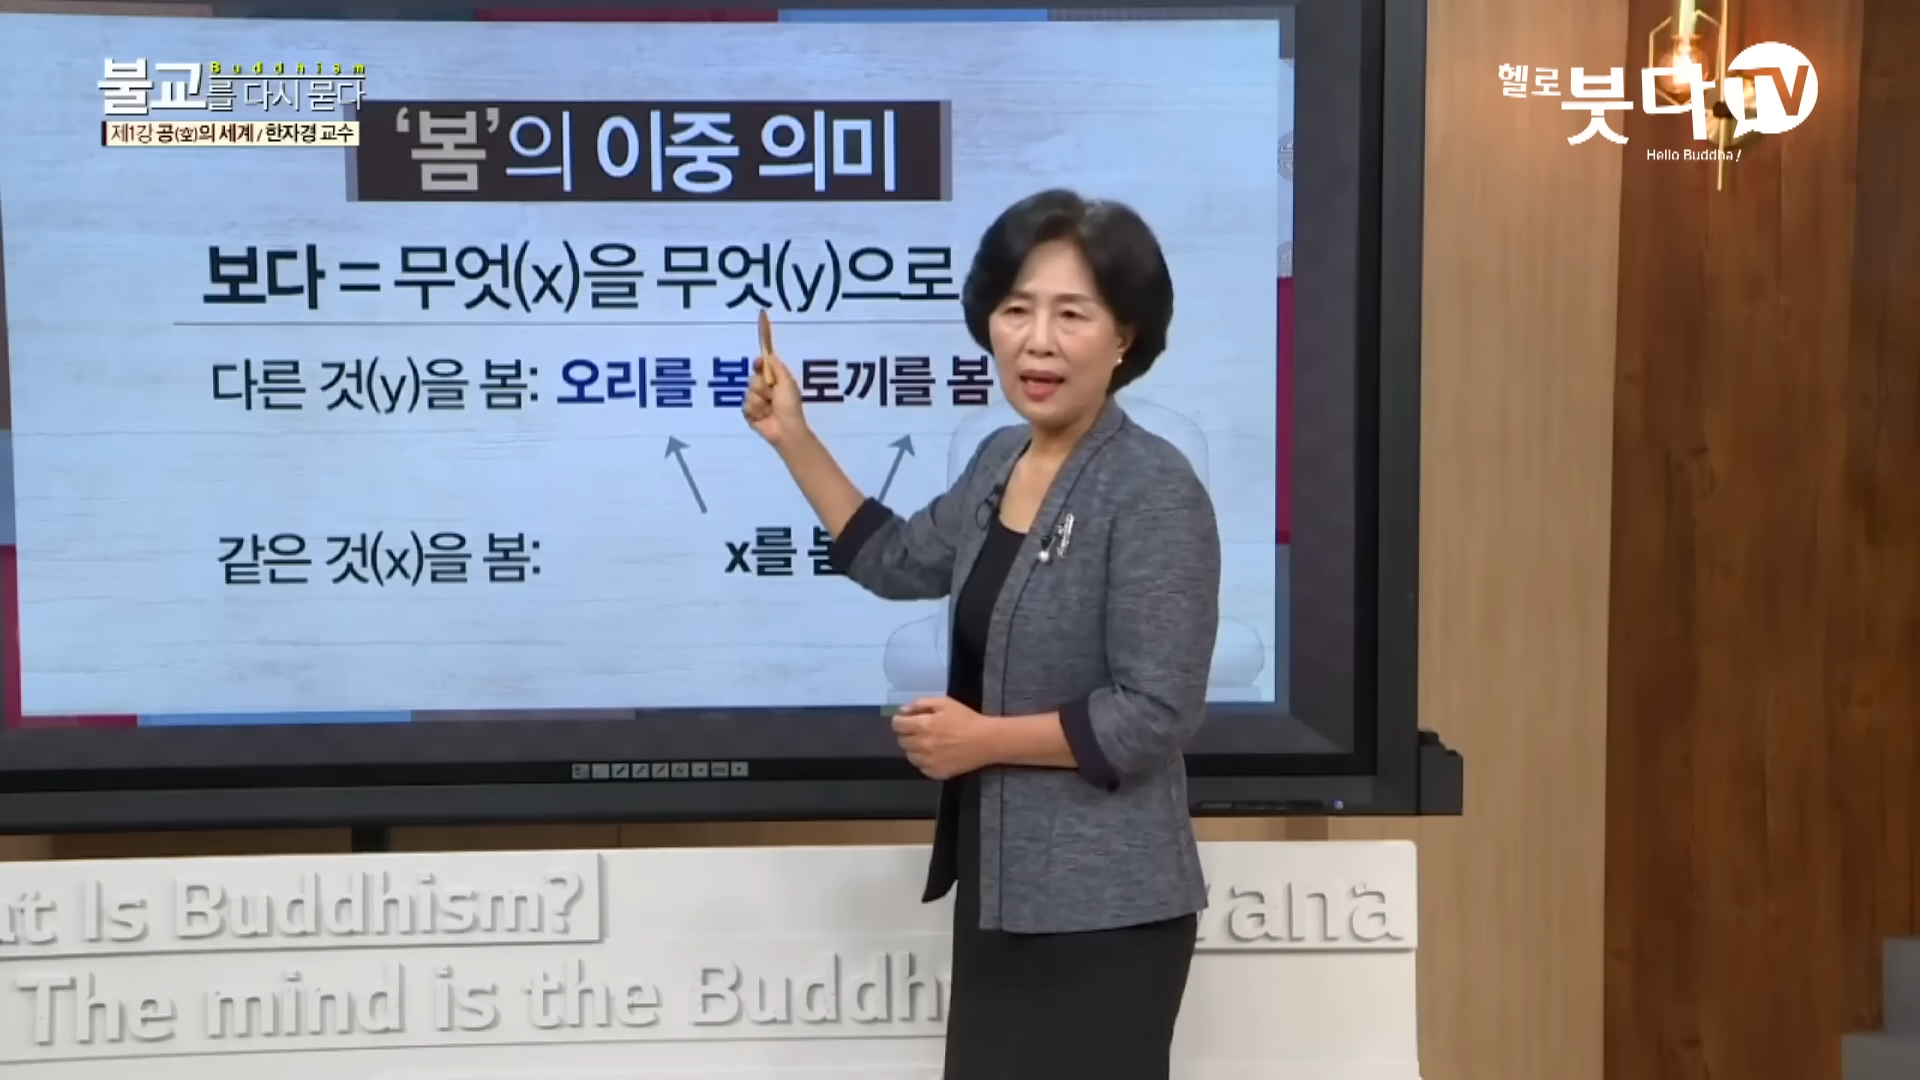 Buddhism
불교를 다시 묻다
제1강 공(空)의 세계 / 한자경 교수
헬로 붓다 TV
Hello Buddha!
‘봄’의 이중 의미
보다 = 무엇(x)을 무엇(y)으로
다른 것(y)을 봄: 오리를 봄 토끼를 봄
같은 것(x)을 봄: x를
Is Buddhism?
The mind is the